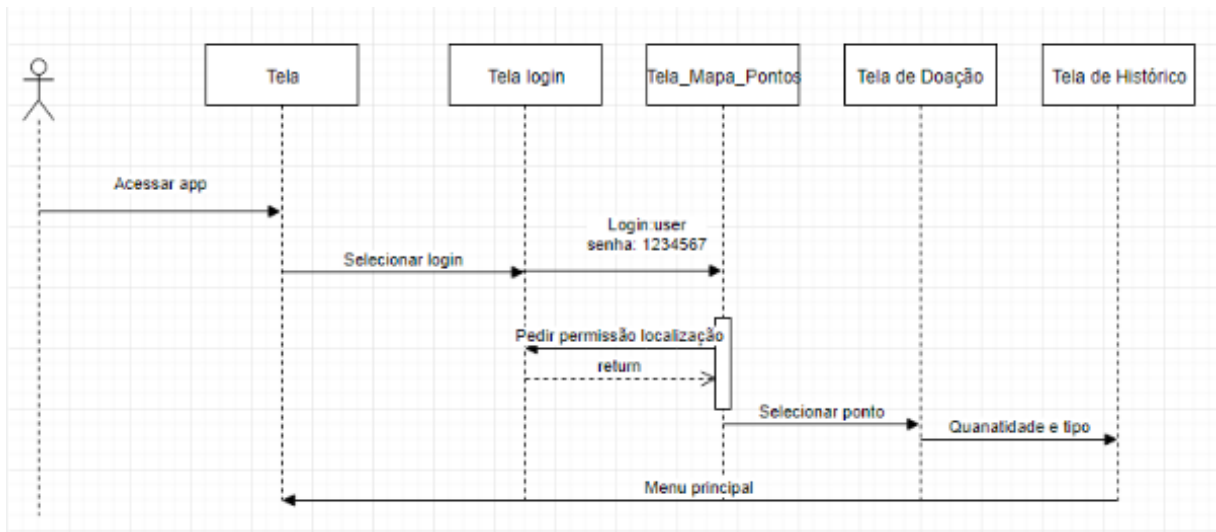 Tela
Tela login
Tela_Mapa_Pontos
Tela de Doação
Tela de Histórico
Acessar app
Login:user
senha: 1234567
Selecionar login
Pedir permissão localização
return
Selecionar ponto
Quanatidade e tipo
Menu principal